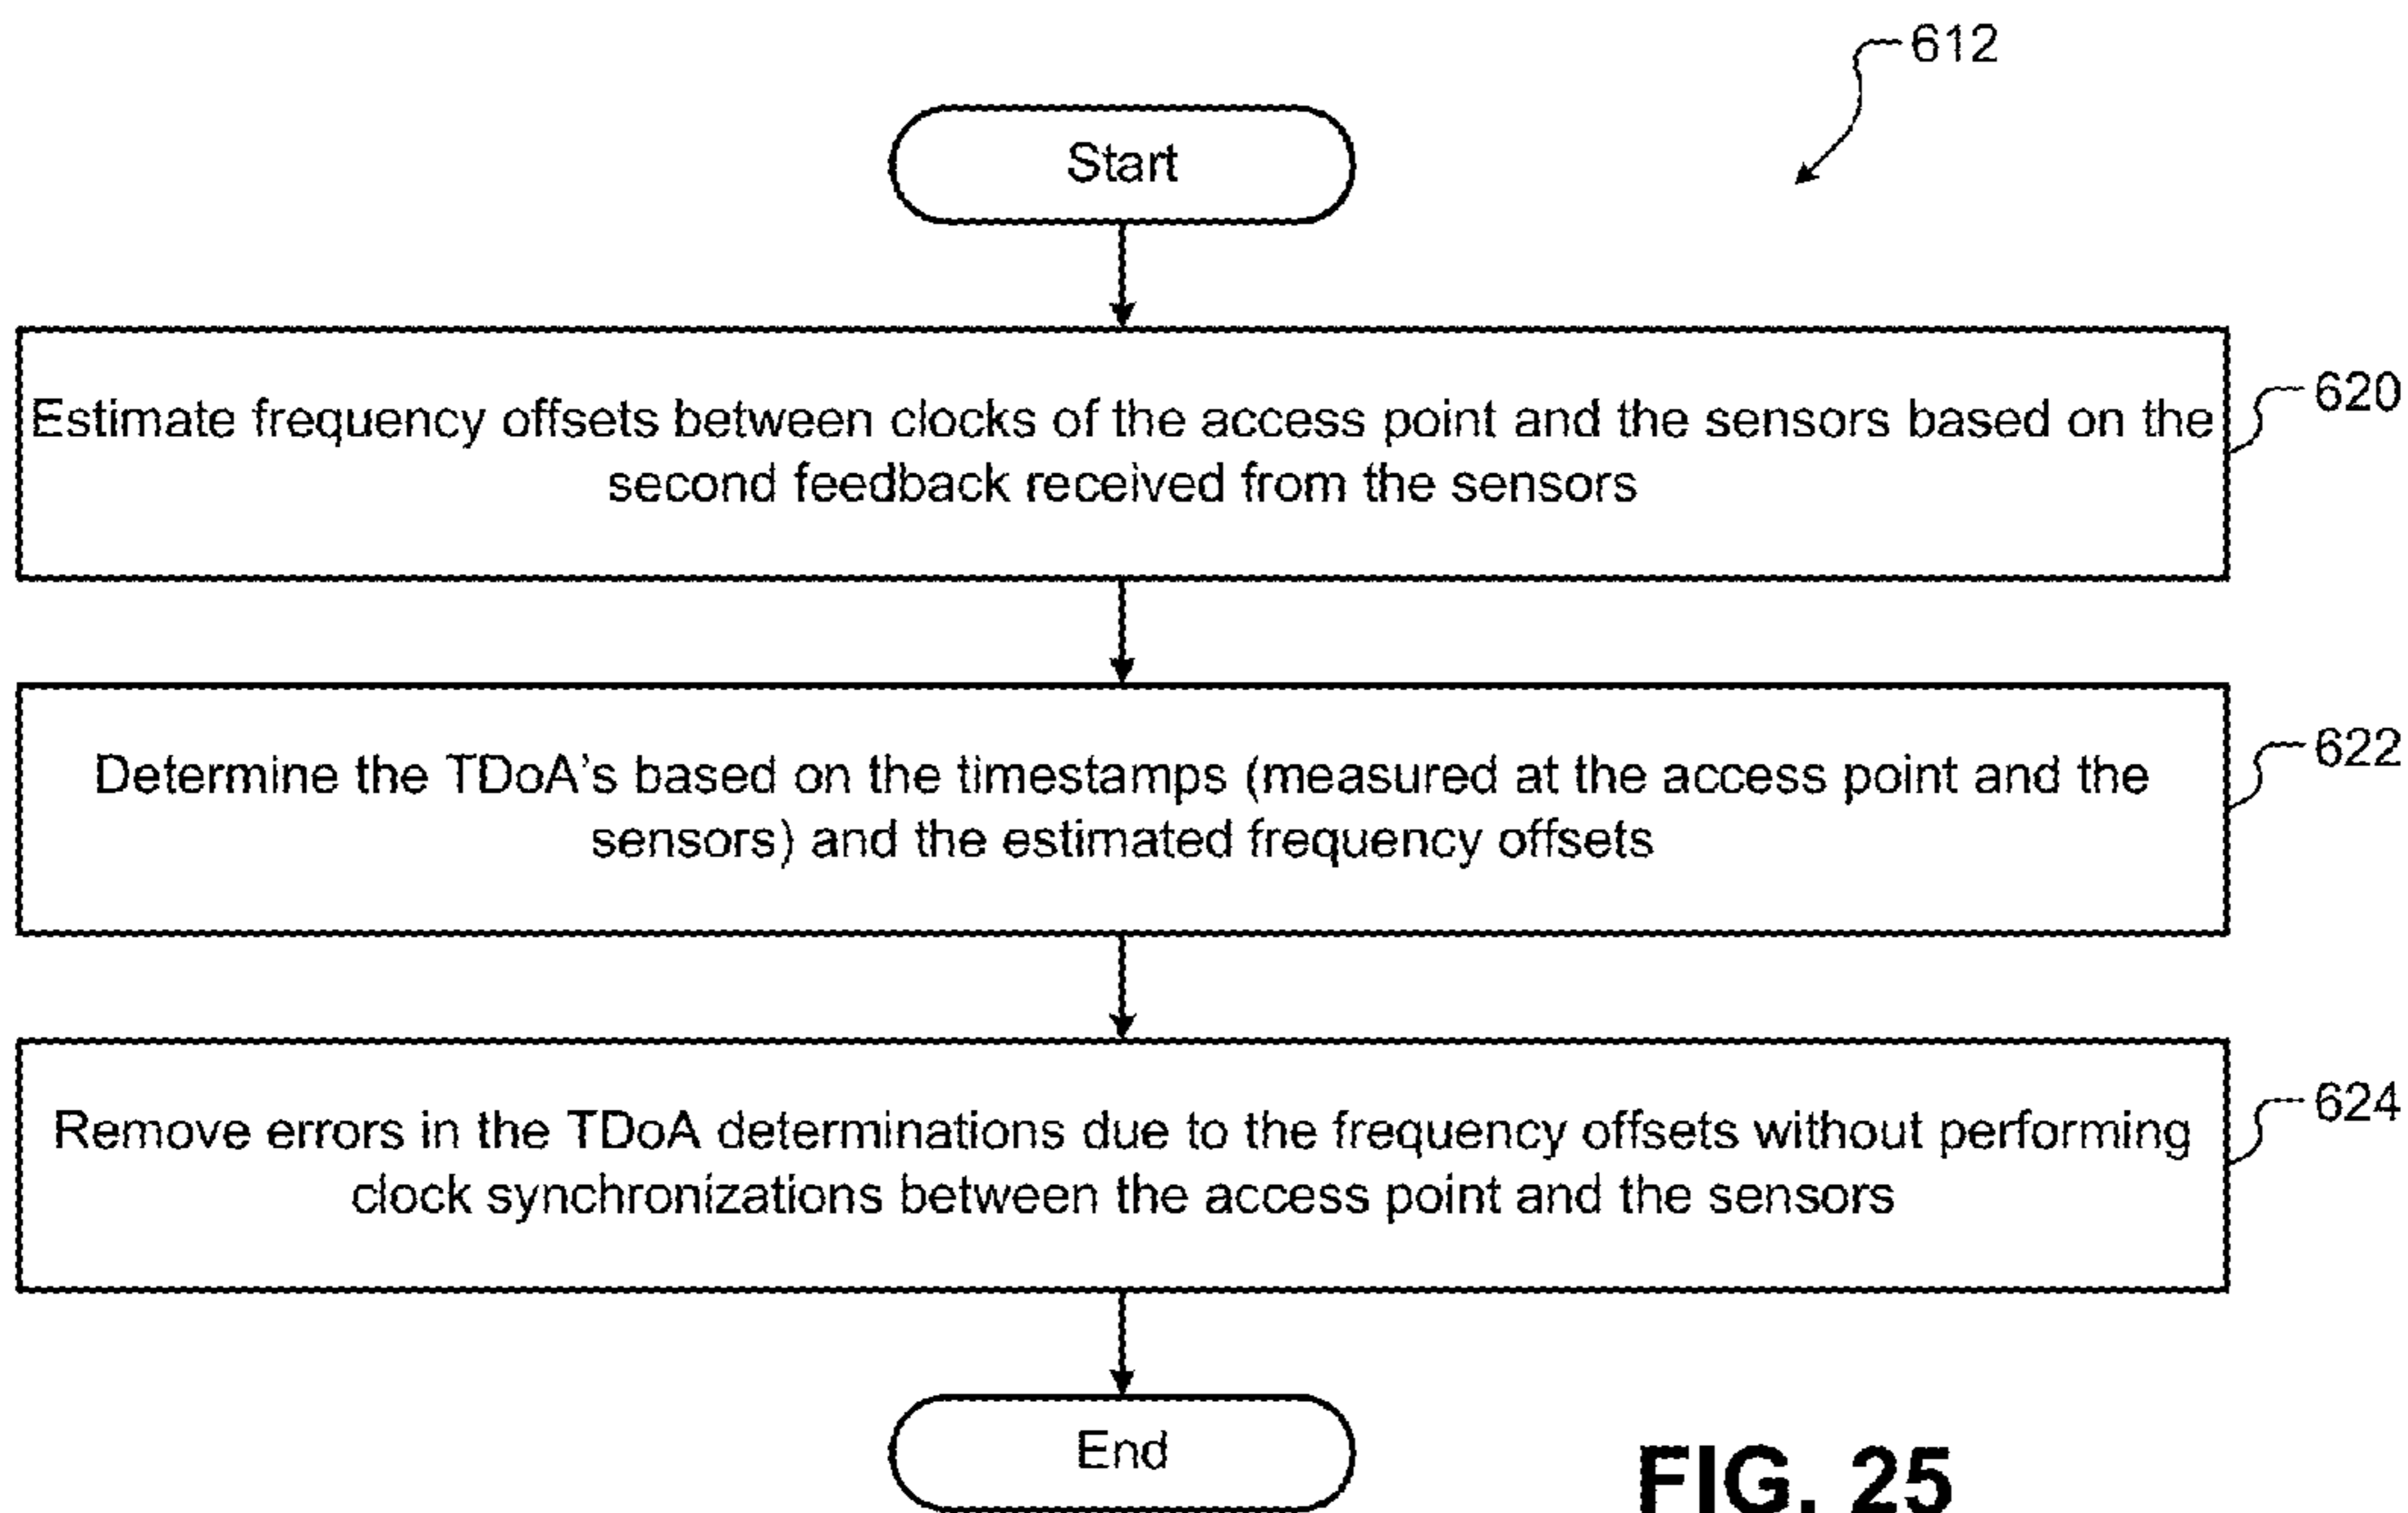 612
Start
Estimate frequency offsets between clocks of the access point and the sensors based on the
second feedback received from the sensors
620
Determine the TDoA's based on the timestamps (measured at the access point and the
sensors) and the estimated frequency offsets
622
Remove errors in the TDoA determinations due to the frequency offsets without performing
clock synchronizations between the access point and the sensors
624
End
FIG. 25